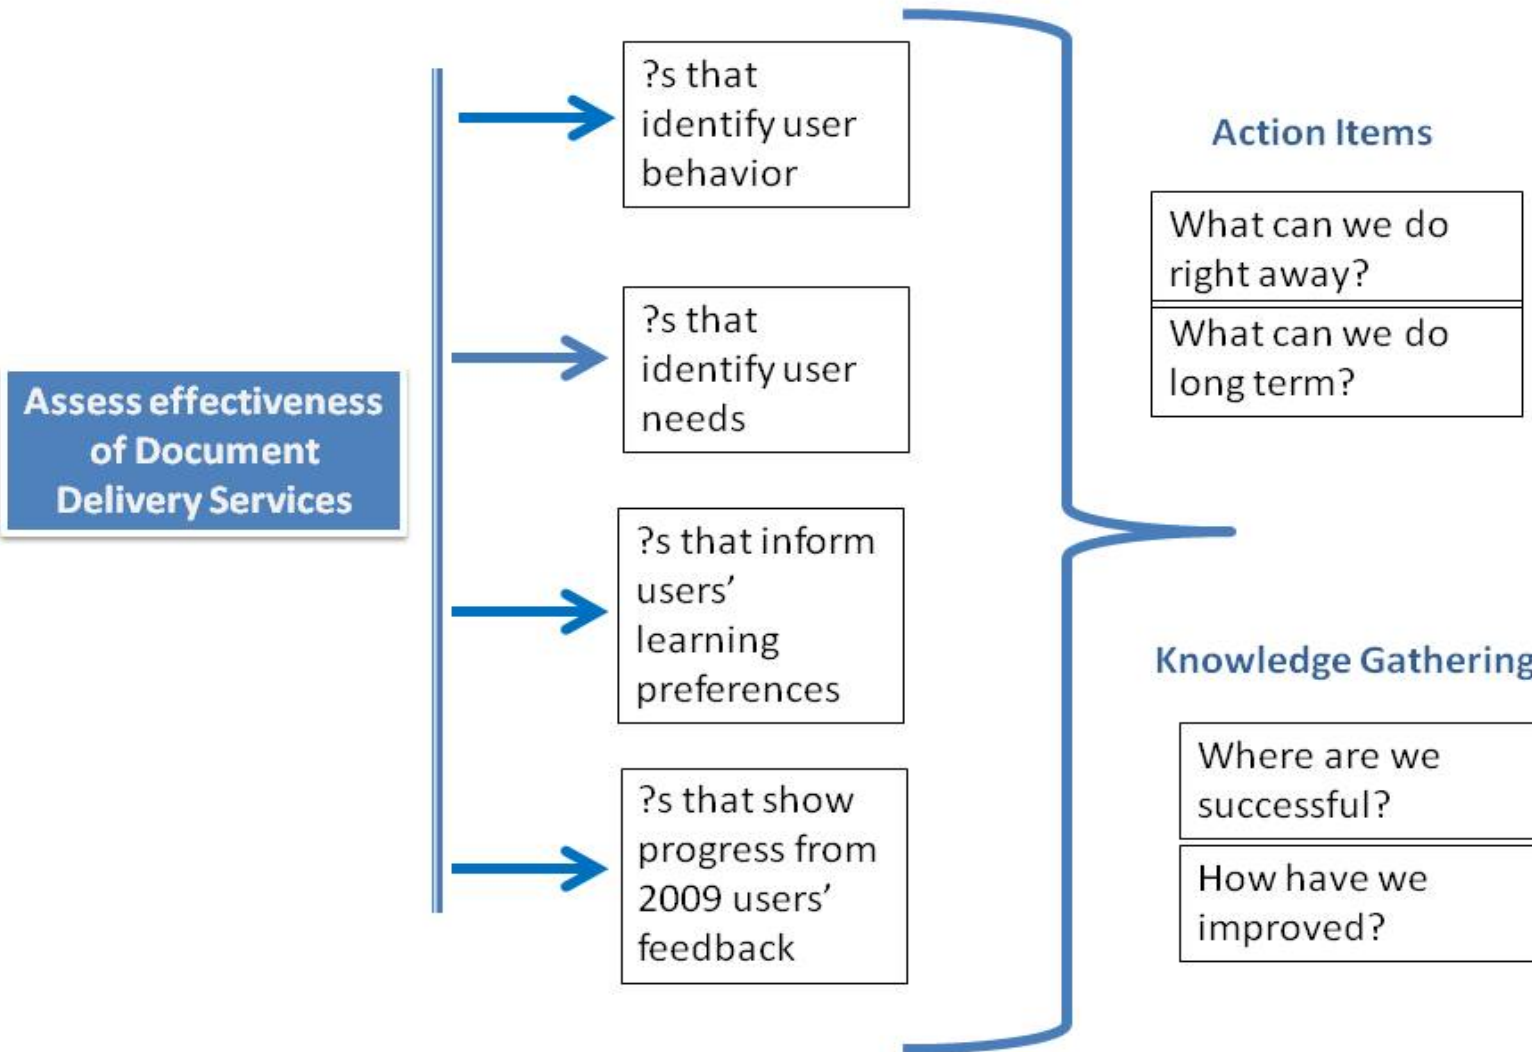 Assess effectiveness
of Document
Delivery Services
?s that
identify user
behavior
?s that
identify user
needs
?s that inform
users’
learning
preferences
?s that show
progress from
2009 users’
feedback
Action Items
What can we do
right away?
What can we do
long term?
Knowledge Gathering
Where are we
successful?
How have we
improved?